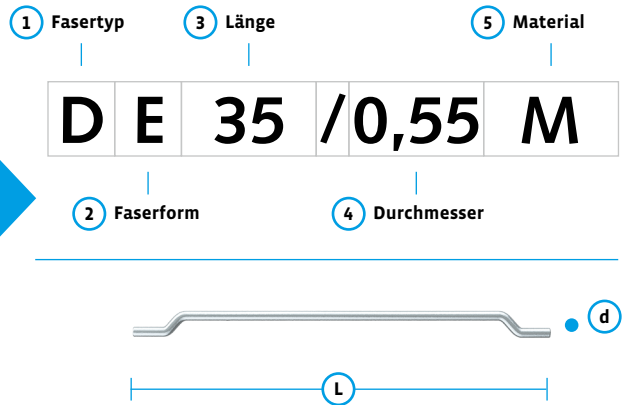 1 Fasertyp 3 Länge 5 Material
D E 35 /0,55 M
2 Faserform 4 Durchmesser
d
L